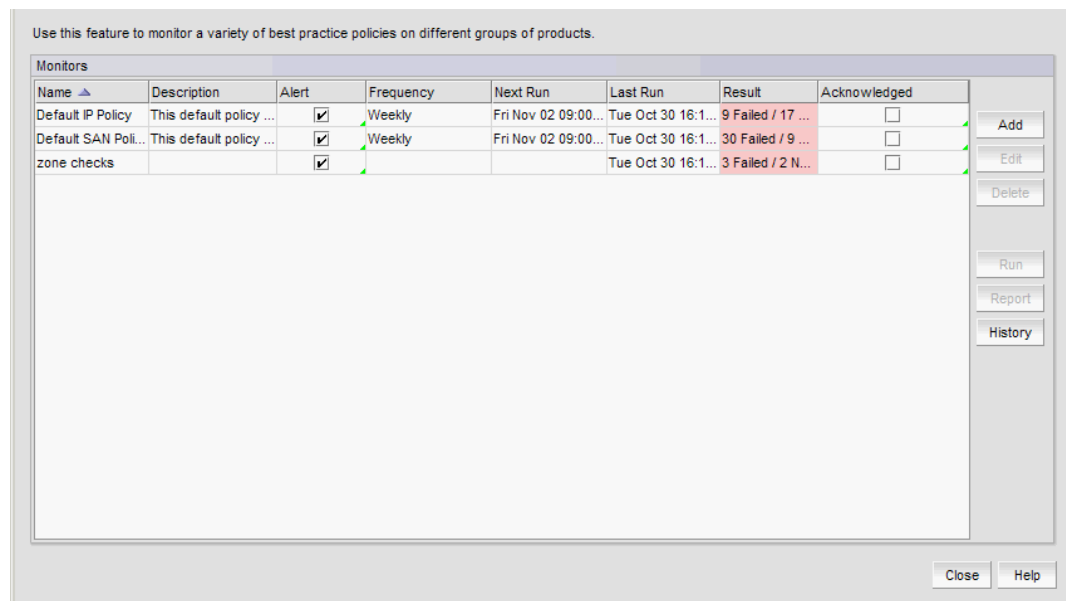 Use this feature to monitor a variety of best practice policies on different groups of products.
Monitors
Name Description Alert Frequency Next Run Last Run Result Acknowledged
Default IP Policy This default policy ... Weekly Fri Nov 02 09:00... Tue Oct 30 16:1... 9 Failed / 17 ...
Default SAN Poli... This default policy ... Weekly Fri Nov 02 09:00... Tue Oct 30 16:1... 30 Failed / 9 ...
zone checks Tue Oct 30 16:1... 3 Failed / 2 N...
Add
Edit
Delete
Run
Report
History
Close Help